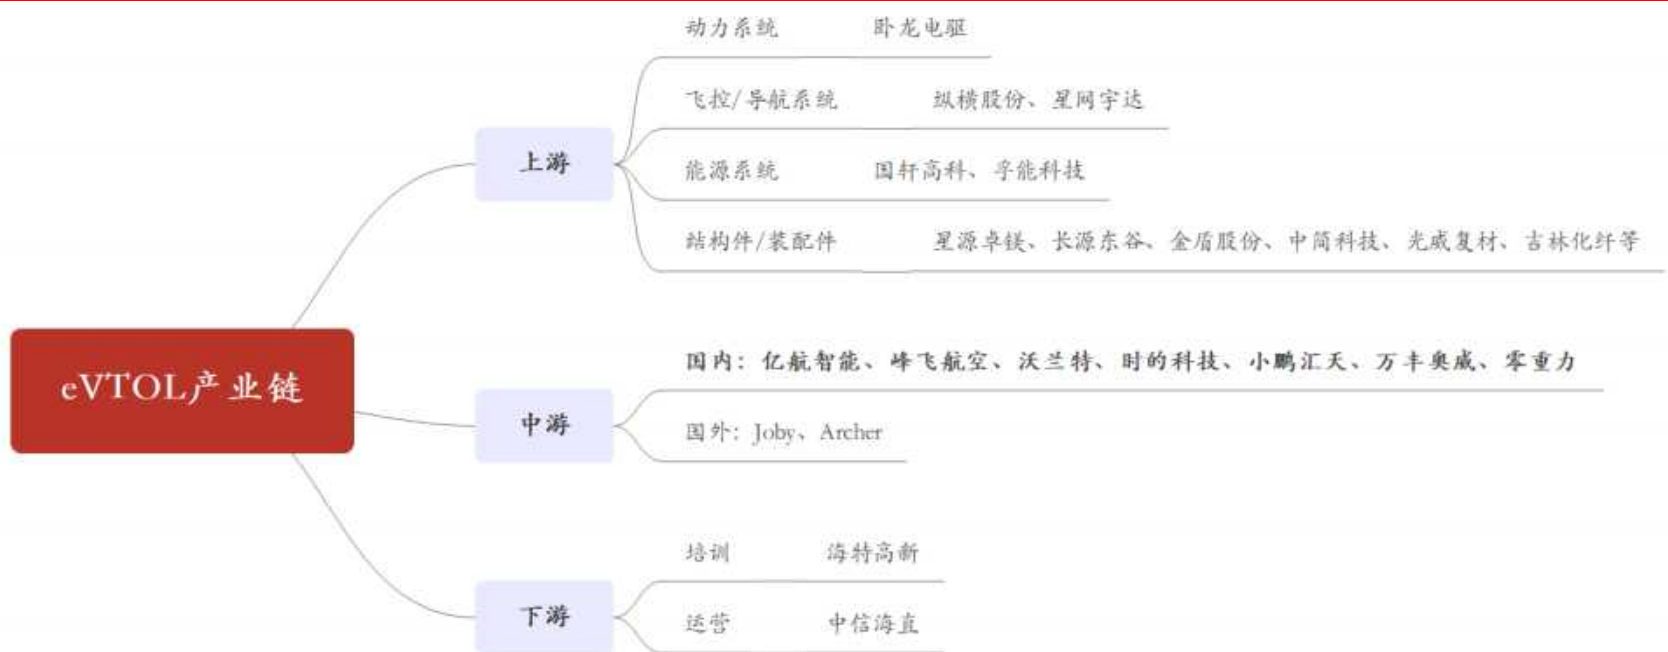 动力系统 卧龙电驱
飞控/导航系统 纵横股份、星网宇达
上游
能源系统 国轩高科、孚能科技
结构件/装配件 星源卓镁、长源东谷、金盾股份、中简科技、光威复材、吉林化纤等
eVTOL产业链
国内：亿航智能、峰飞航空、沃兰特、时的科技、小鹏汇天、万丰奥威、零重力
中游
国外：Joby、Archer
培训 海特高新
下游
运营 中信海直